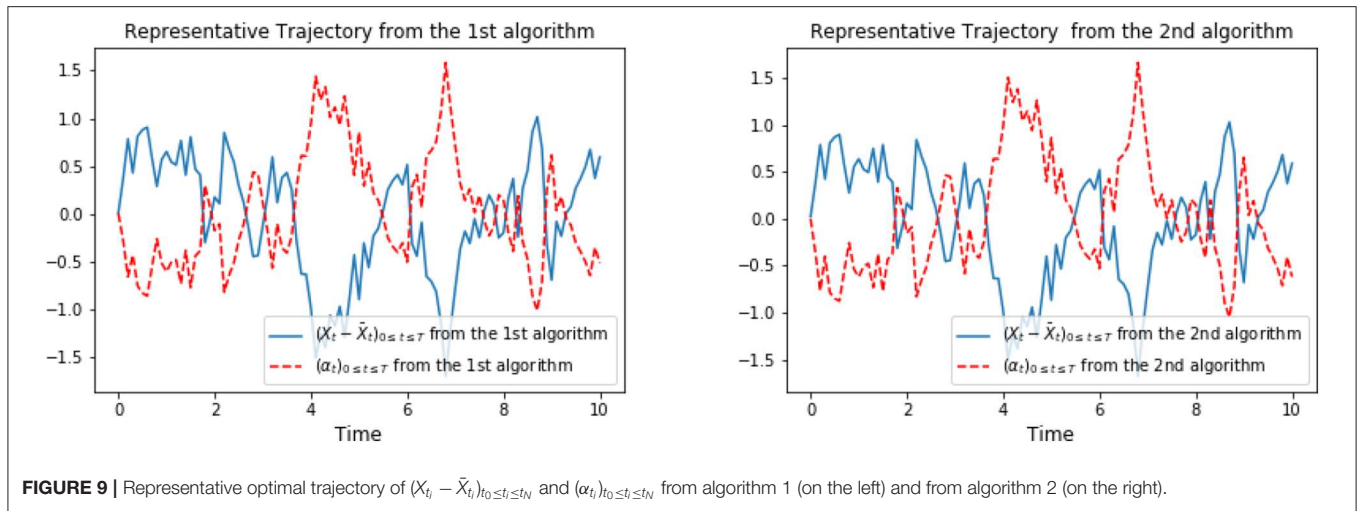 Representative Trajectory from the 1st algorithm
1.5
1.0
0.5
0.0
−0.5
−1.0
−1.5
(X_t − X̄_t)_{0≤t≤T} from the 1st algorithm
(α_t)_{0≤t≤T} from the 1st algorithm
0 2 4 6 8 10
Time
Representative Trajectory from the 2nd algorithm
1.5
1.0
0.5
0.0
−0.5
−1.0
−1.5
(X_t − X̄_t)_{0≤t≤T} from the 2nd algorithm
(α_t)_{0≤t≤T} from the 2nd algorithm
0 2 4 6 8 10
Time
FIGURE 9 | Representative optimal trajectory of (X_{t_i} − X̄_{t_i})_{t_0≤t_i≤t_N} and (α_{t_i})_{t_0≤t_i≤t_N} from algorithm 1 (on the left) and from algorithm 2 (on the right).